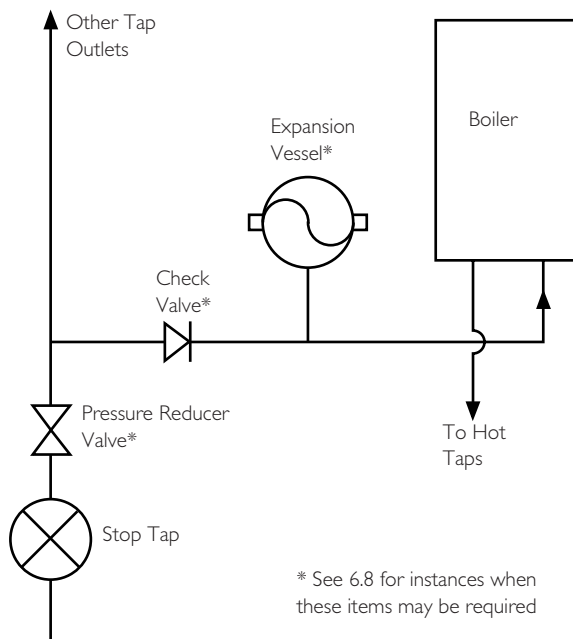 Other Tap
Outlets
Boiler
Expansion
Vessel*
Check
Valve*
Pressure Reducer
Valve*
To Hot
Taps
Stop Tap
* See 6.8 for instances when
these items may be required